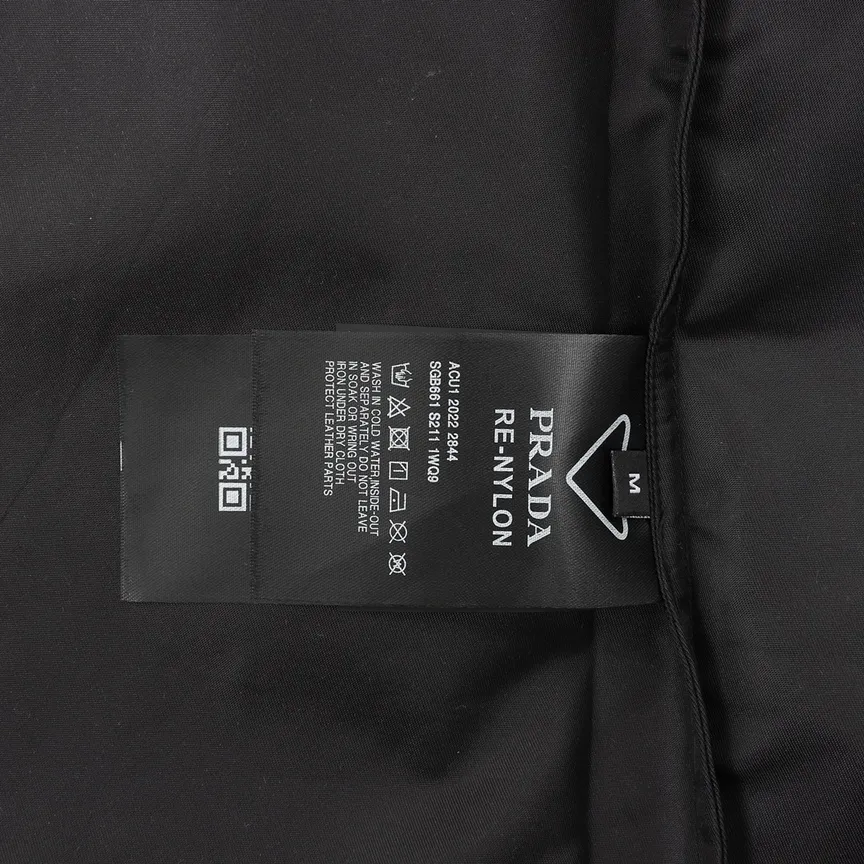 M
PRADA
RE-NYLON
ACU1 2022 2844
SGB661 S211 1WQ9
WASH IN COLD WATER,INSIDE-OUT
AND SEPARATELY DO NOT LEAVE
IN SOAK OR WRING OUT
IRON UNDER DRY CLOTH
PROTECT LEATHER PARTS